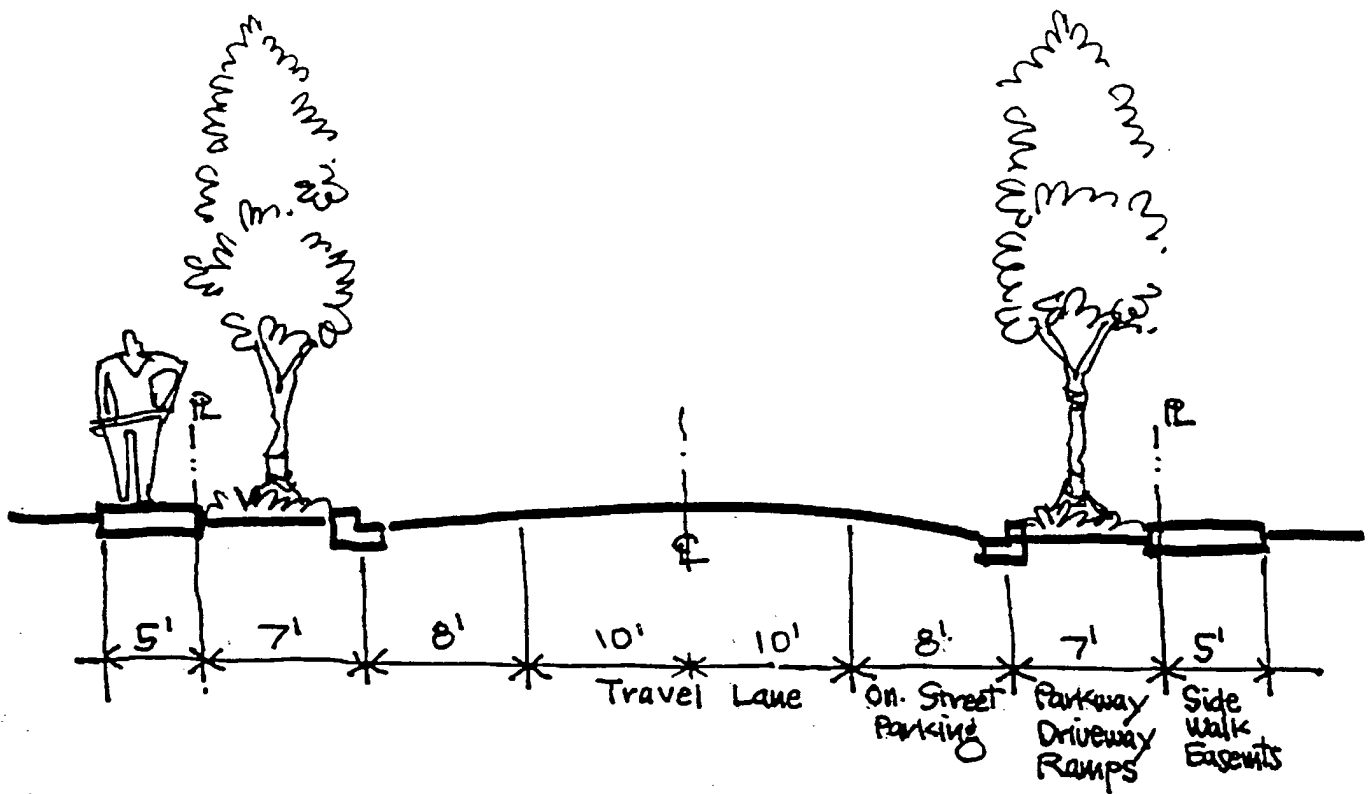 PL
PL
CL
5' 7' 8' 10' 10' 8' 7' 5'
Travel Lane
On. Street
Parking
Parkway
Driveway
Ramps
Side
Walk
Easemts